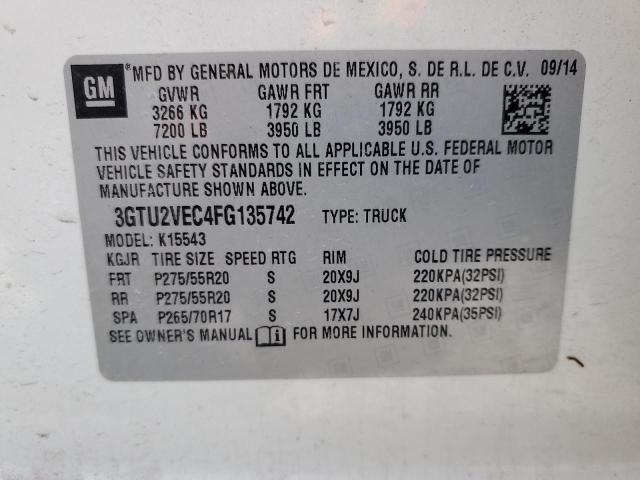 GM
®MFD BY GENERAL MOTORS DE MEXICO, S. DE R.L. DE C.V. 09/14
GVWR GAWR FRT GAWR RR
3266 KG 1792 KG 1792 KG
7200 LB 3950 LB 3950 LB
THIS VEHICLE CONFORMS TO ALL APPLICABLE U.S. FEDERAL MOTOR
VEHICLE SAFETY STANDARDS IN EFFECT ON THE DATE OF
MANUFACTURE SHOWN ABOVE.
3GTU2VEC4FG135742 TYPE: TRUCK
MODEL: K15543
KGJR TIRE SIZE SPEED RTG RIM COLD TIRE PRESSURE
FRT P275/55R20 S 20X9J 220KPA(32PSI)
RR P275/55R20 S 20X9J 220KPA(32PSI)
SPA P265/70R17 S 17X7J 240KPA(35PSI)
SEE OWNER'S MANUAL i FOR MORE INFORMATION.